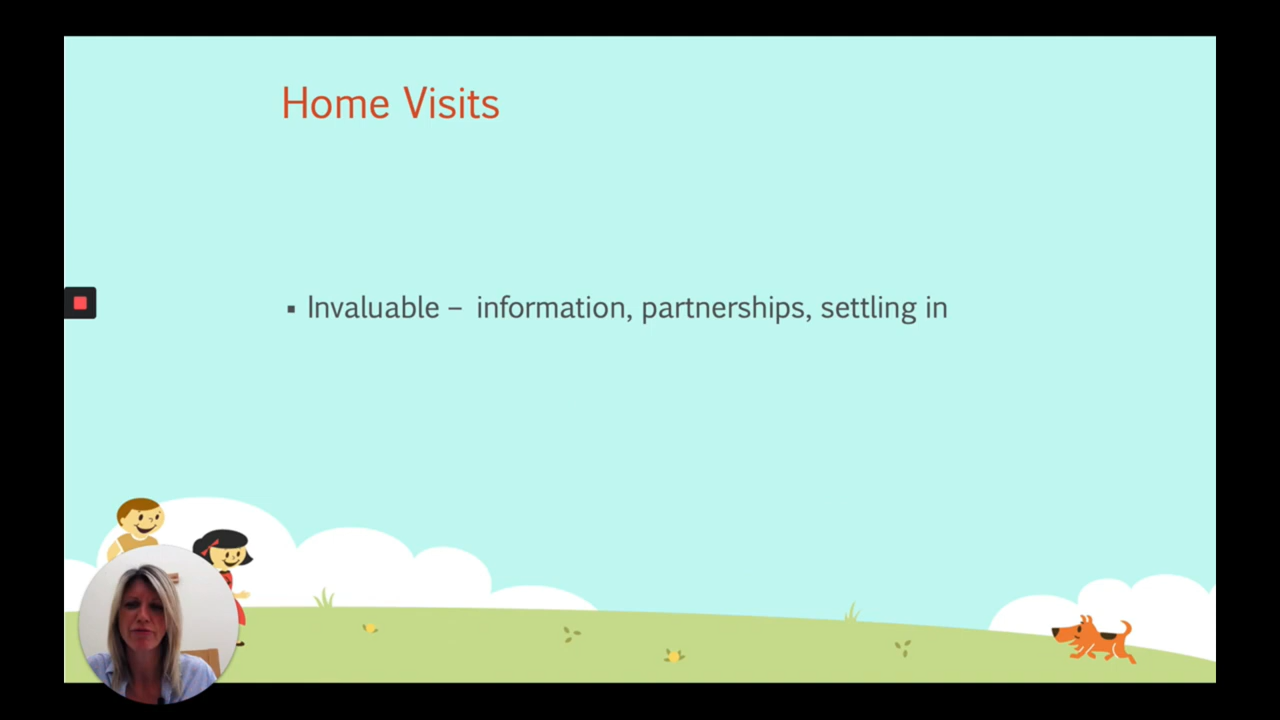 Home Visits
▪ Invaluable –  information, partnerships, settling in